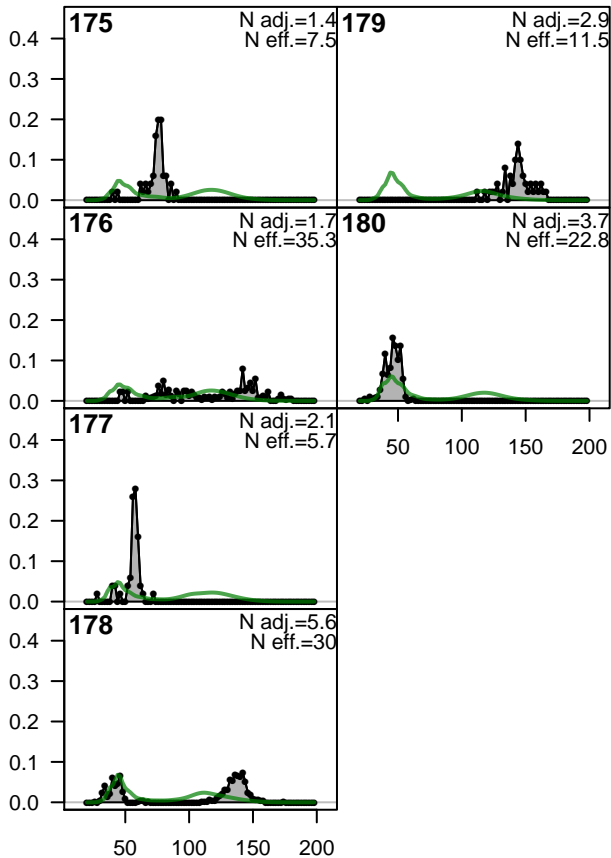 175
N adj.=1.4
N eff.=7.5
179
N adj.=2.9
N eff.=11.5
0.4
0.3
0.2
0.1
0.0
176
N adj.=1.7
N eff.=35.3
180
N adj.=3.7
N eff.=22.8
0.4
0.3
0.2
0.1
0.0
177
N adj.=2.1
N eff.=5.7
50 100 150 200
0.4
0.3
0.2
0.1
0.0
178
N adj.=5.6
N eff.=30
0.4
0.3
0.2
0.1
0.0
50 100 150 200